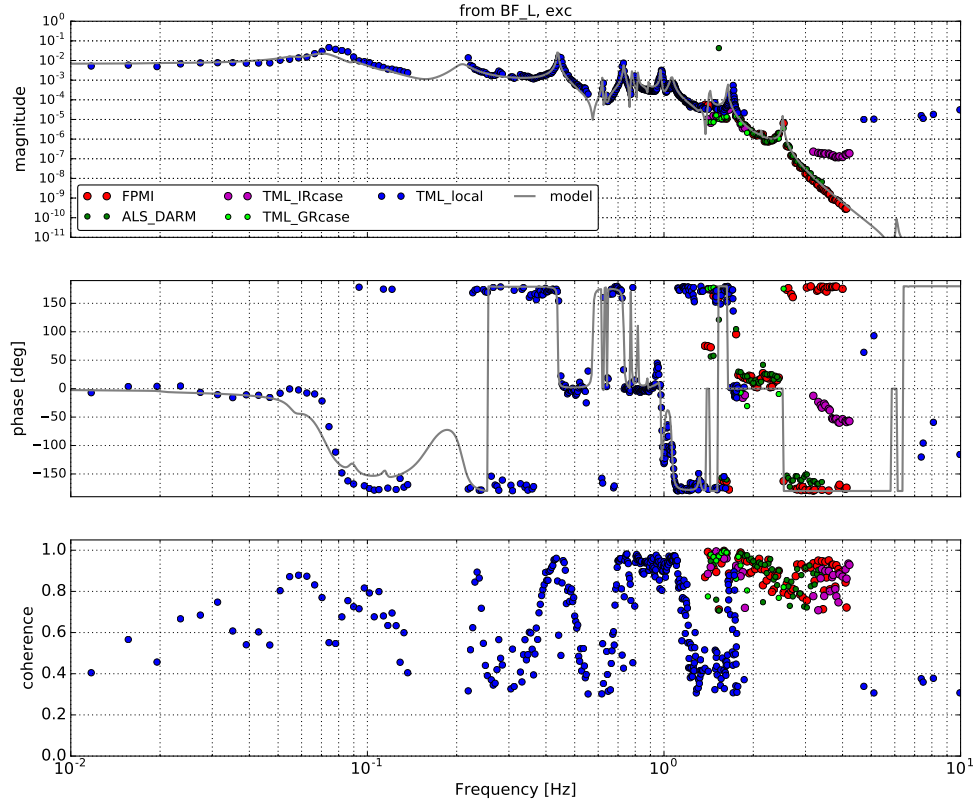 from BF_L, exc
10^0
10^-1
10^-2
10^-3
10^-4
10^-5
10^-6
10^-7
10^-8
10^-9
10^-10
10^-11
magnitude
FPMI
ALS_DARM
TML_IRcase
TML_GRcase
TML_local
model
150
100
50
0
−50
−100
−150
phase [deg]
1.0
0.8
0.6
0.4
0.2
0.0
coherence
10^-2
10^-1
10^0
10^1
Frequency [Hz]